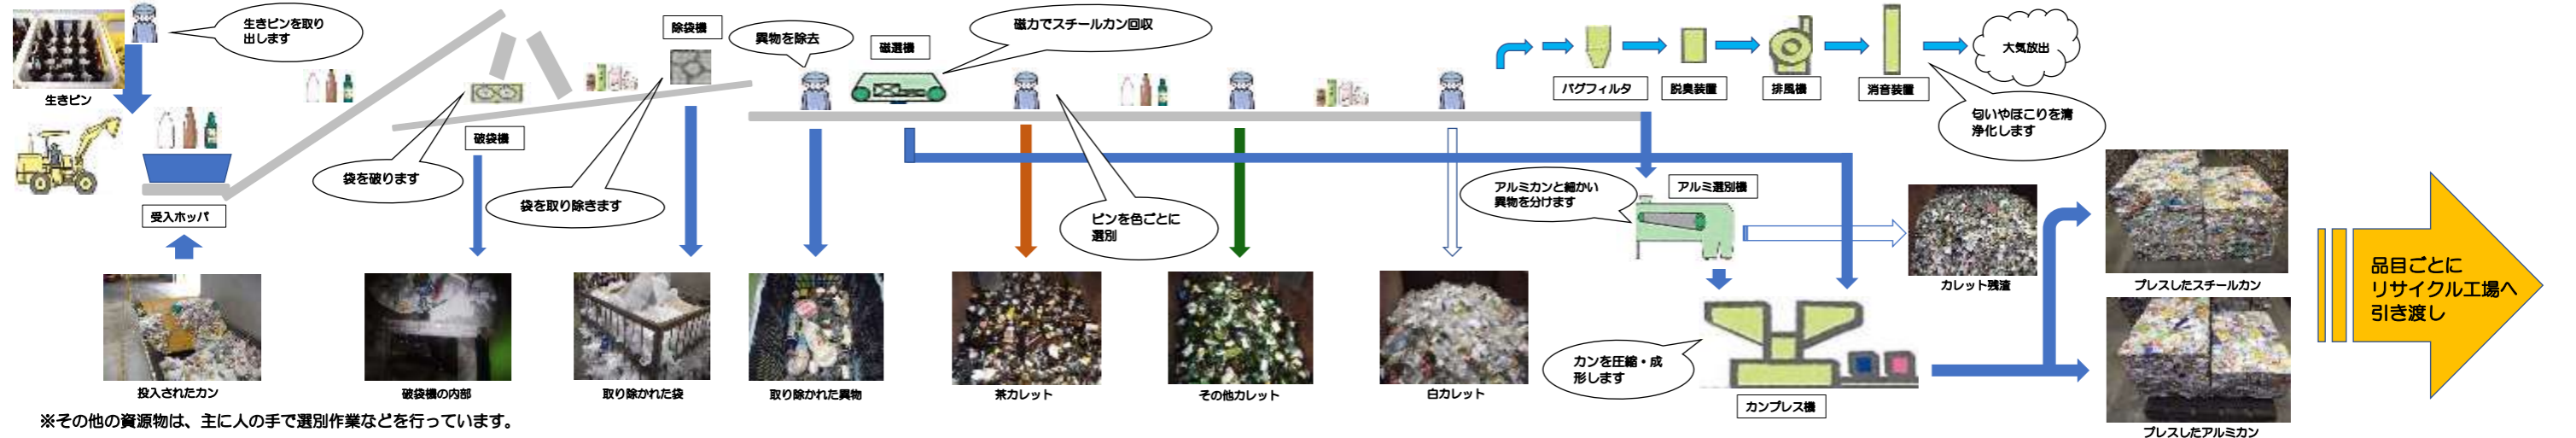 生きビンを取り
出します
生きビン
受入ホッパ
投入されたカン
袋を破ります
破袋機
破袋機の内部
除袋機
袋を取り除きます
取り除かれた袋
異物を除去
取り除かれた異物
磁選機
磁力でスチールカン回収
ビンを色ごとに
選別
茶カレット
その他カレット
白カレット
バグフィルタ
脱臭装置
排風機
消音装置
大気放出
匂いやほこりを清
浄化します
アルミカンと細かい
異物を分けます
アルミ選別機
カレット残渣
カンを圧縮・成
形します
カンプレス機
プレスしたスチールカン
プレスしたアルミカン
品目ごとに
リサイクル工場へ
引き渡し
※その他の資源物は、主に人の手で選別作業などを行っています。